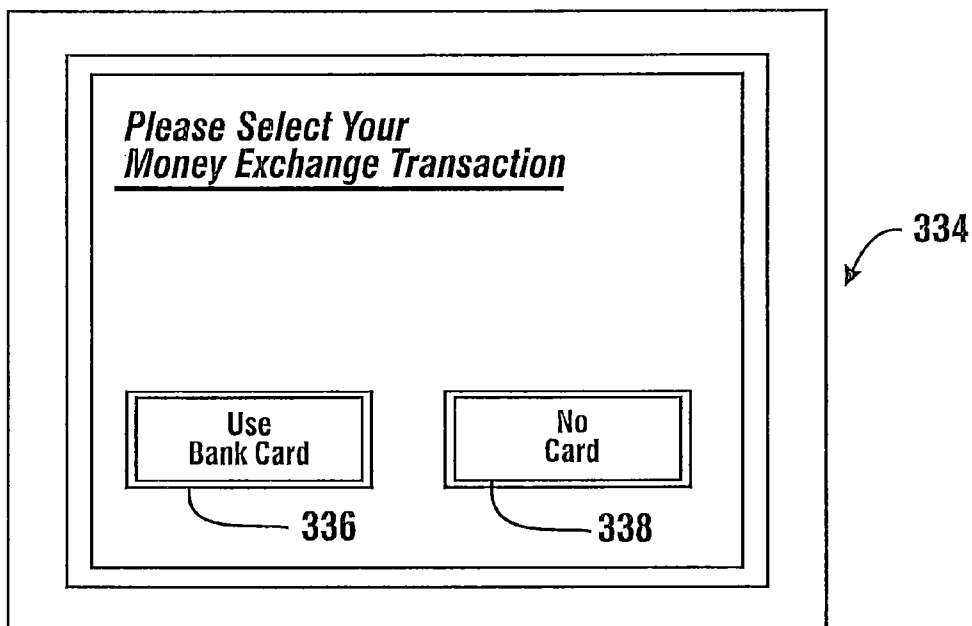 Please Select Your
Money Exchange Transaction
334
Use
Bank Card
No
Card
336
338